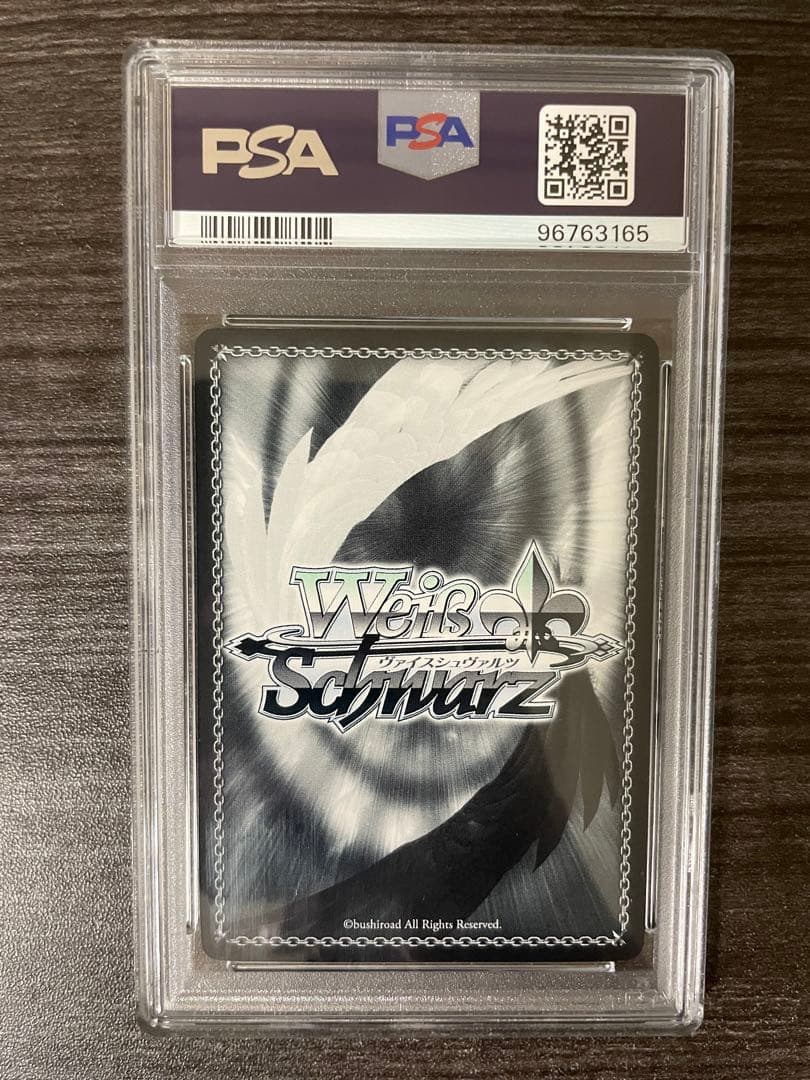 PSA
PSA
96763165
Weiß
ヴァイスシュヴァルツ
Schwarz
©bushiroad All Rights Reserved.